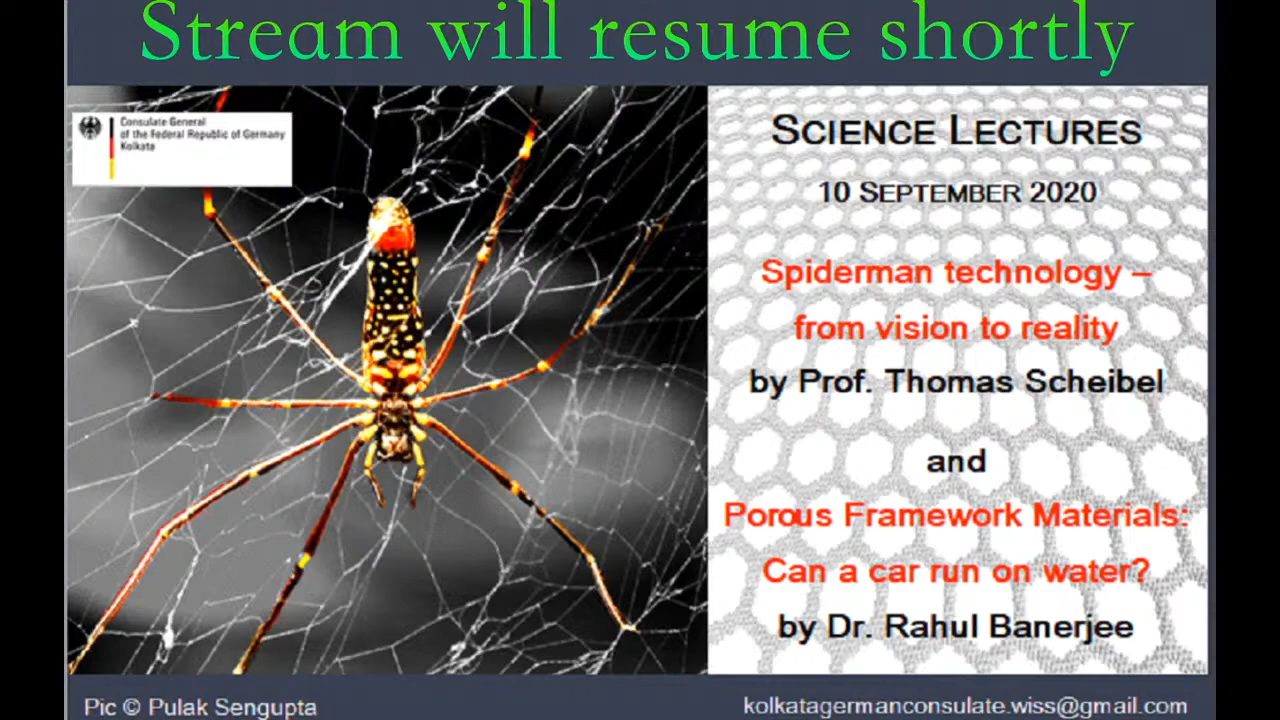 Stream will resume shortly
Consulate General
of the Federal Republic of Germany
Kolkata
SCIENCE LECTURES
10 SEPTEMBER 2020
Spiderman technology –
from vision to reality
by Prof. Thomas Scheibel
and
Porous Framework Materials:
Can a car run on water?
by Dr. Rahul Banerjee
Pic © Pulak Sengupta
kolkatagermanconsulate.wiss@gmail.com